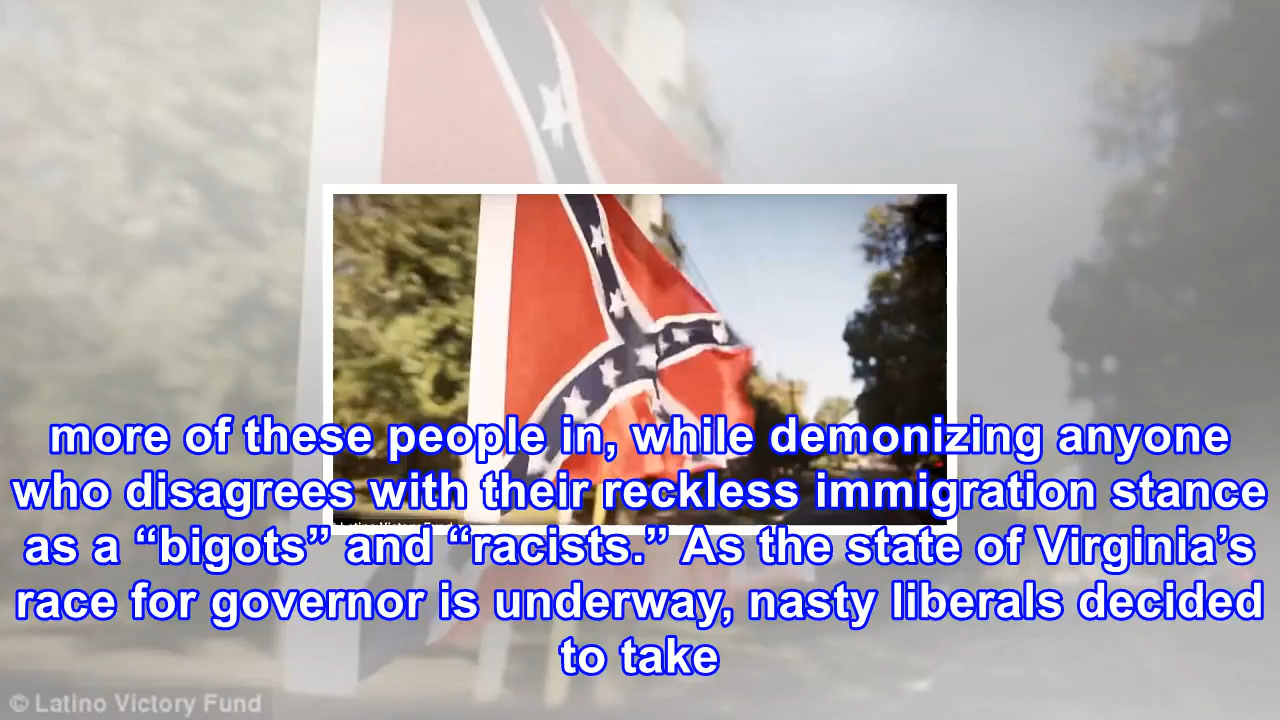 more of these people in, while demonizing anyone
who disagrees with their reckless immigration stance
as a “bigots” and “racists.” As the state of Virginia’s
race for governor is underway, nasty liberals decided
to take
© Latino Victory Fund